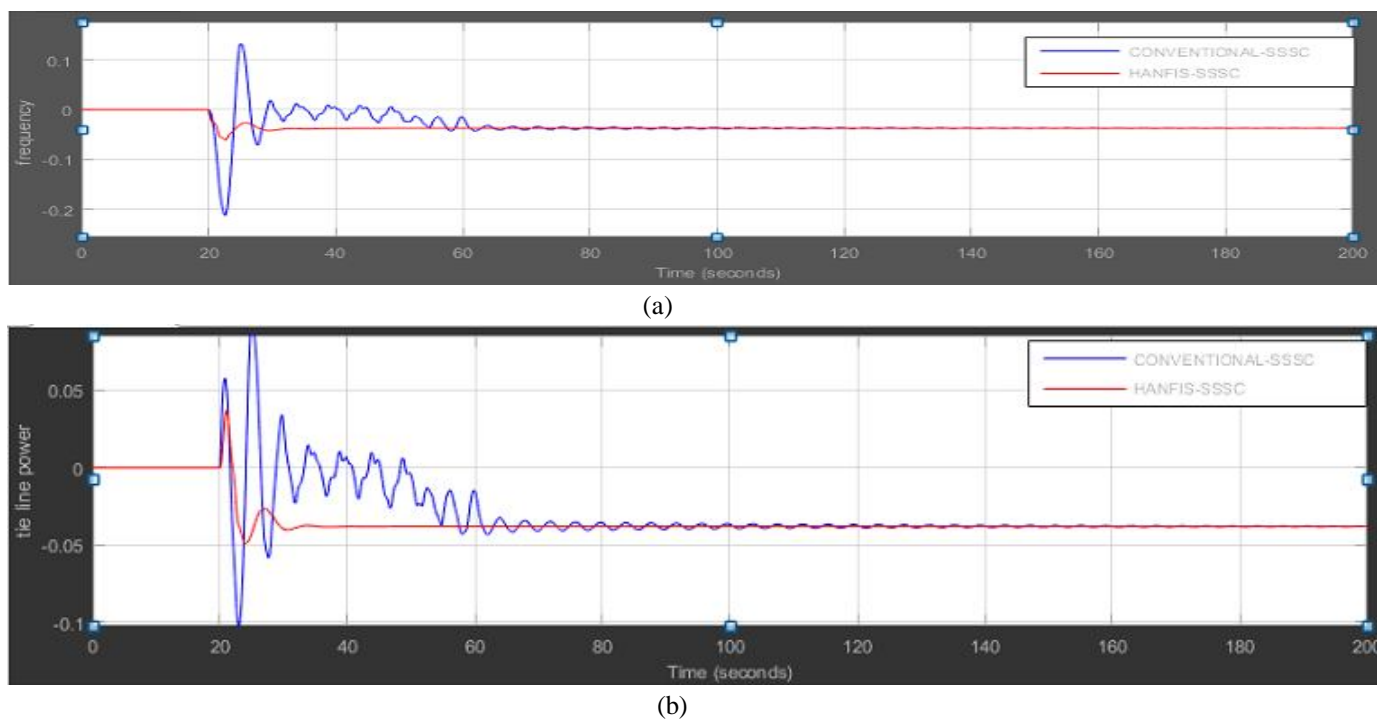 0.1
0
-0.1
-0.2
frequency
CONVENTIONAL-SSSC
HANFIS-SSSC
0 20 40 60 80 100 120 140 160 180 200
Time (seconds)
(a)
0.05
0
-0.05
-0.1
tie line power
CONVENTIONAL-SSSC
HANFIS-SSSC
0 20 40 60 80 100 120 140 160 180 200
Time (seconds)
(b)